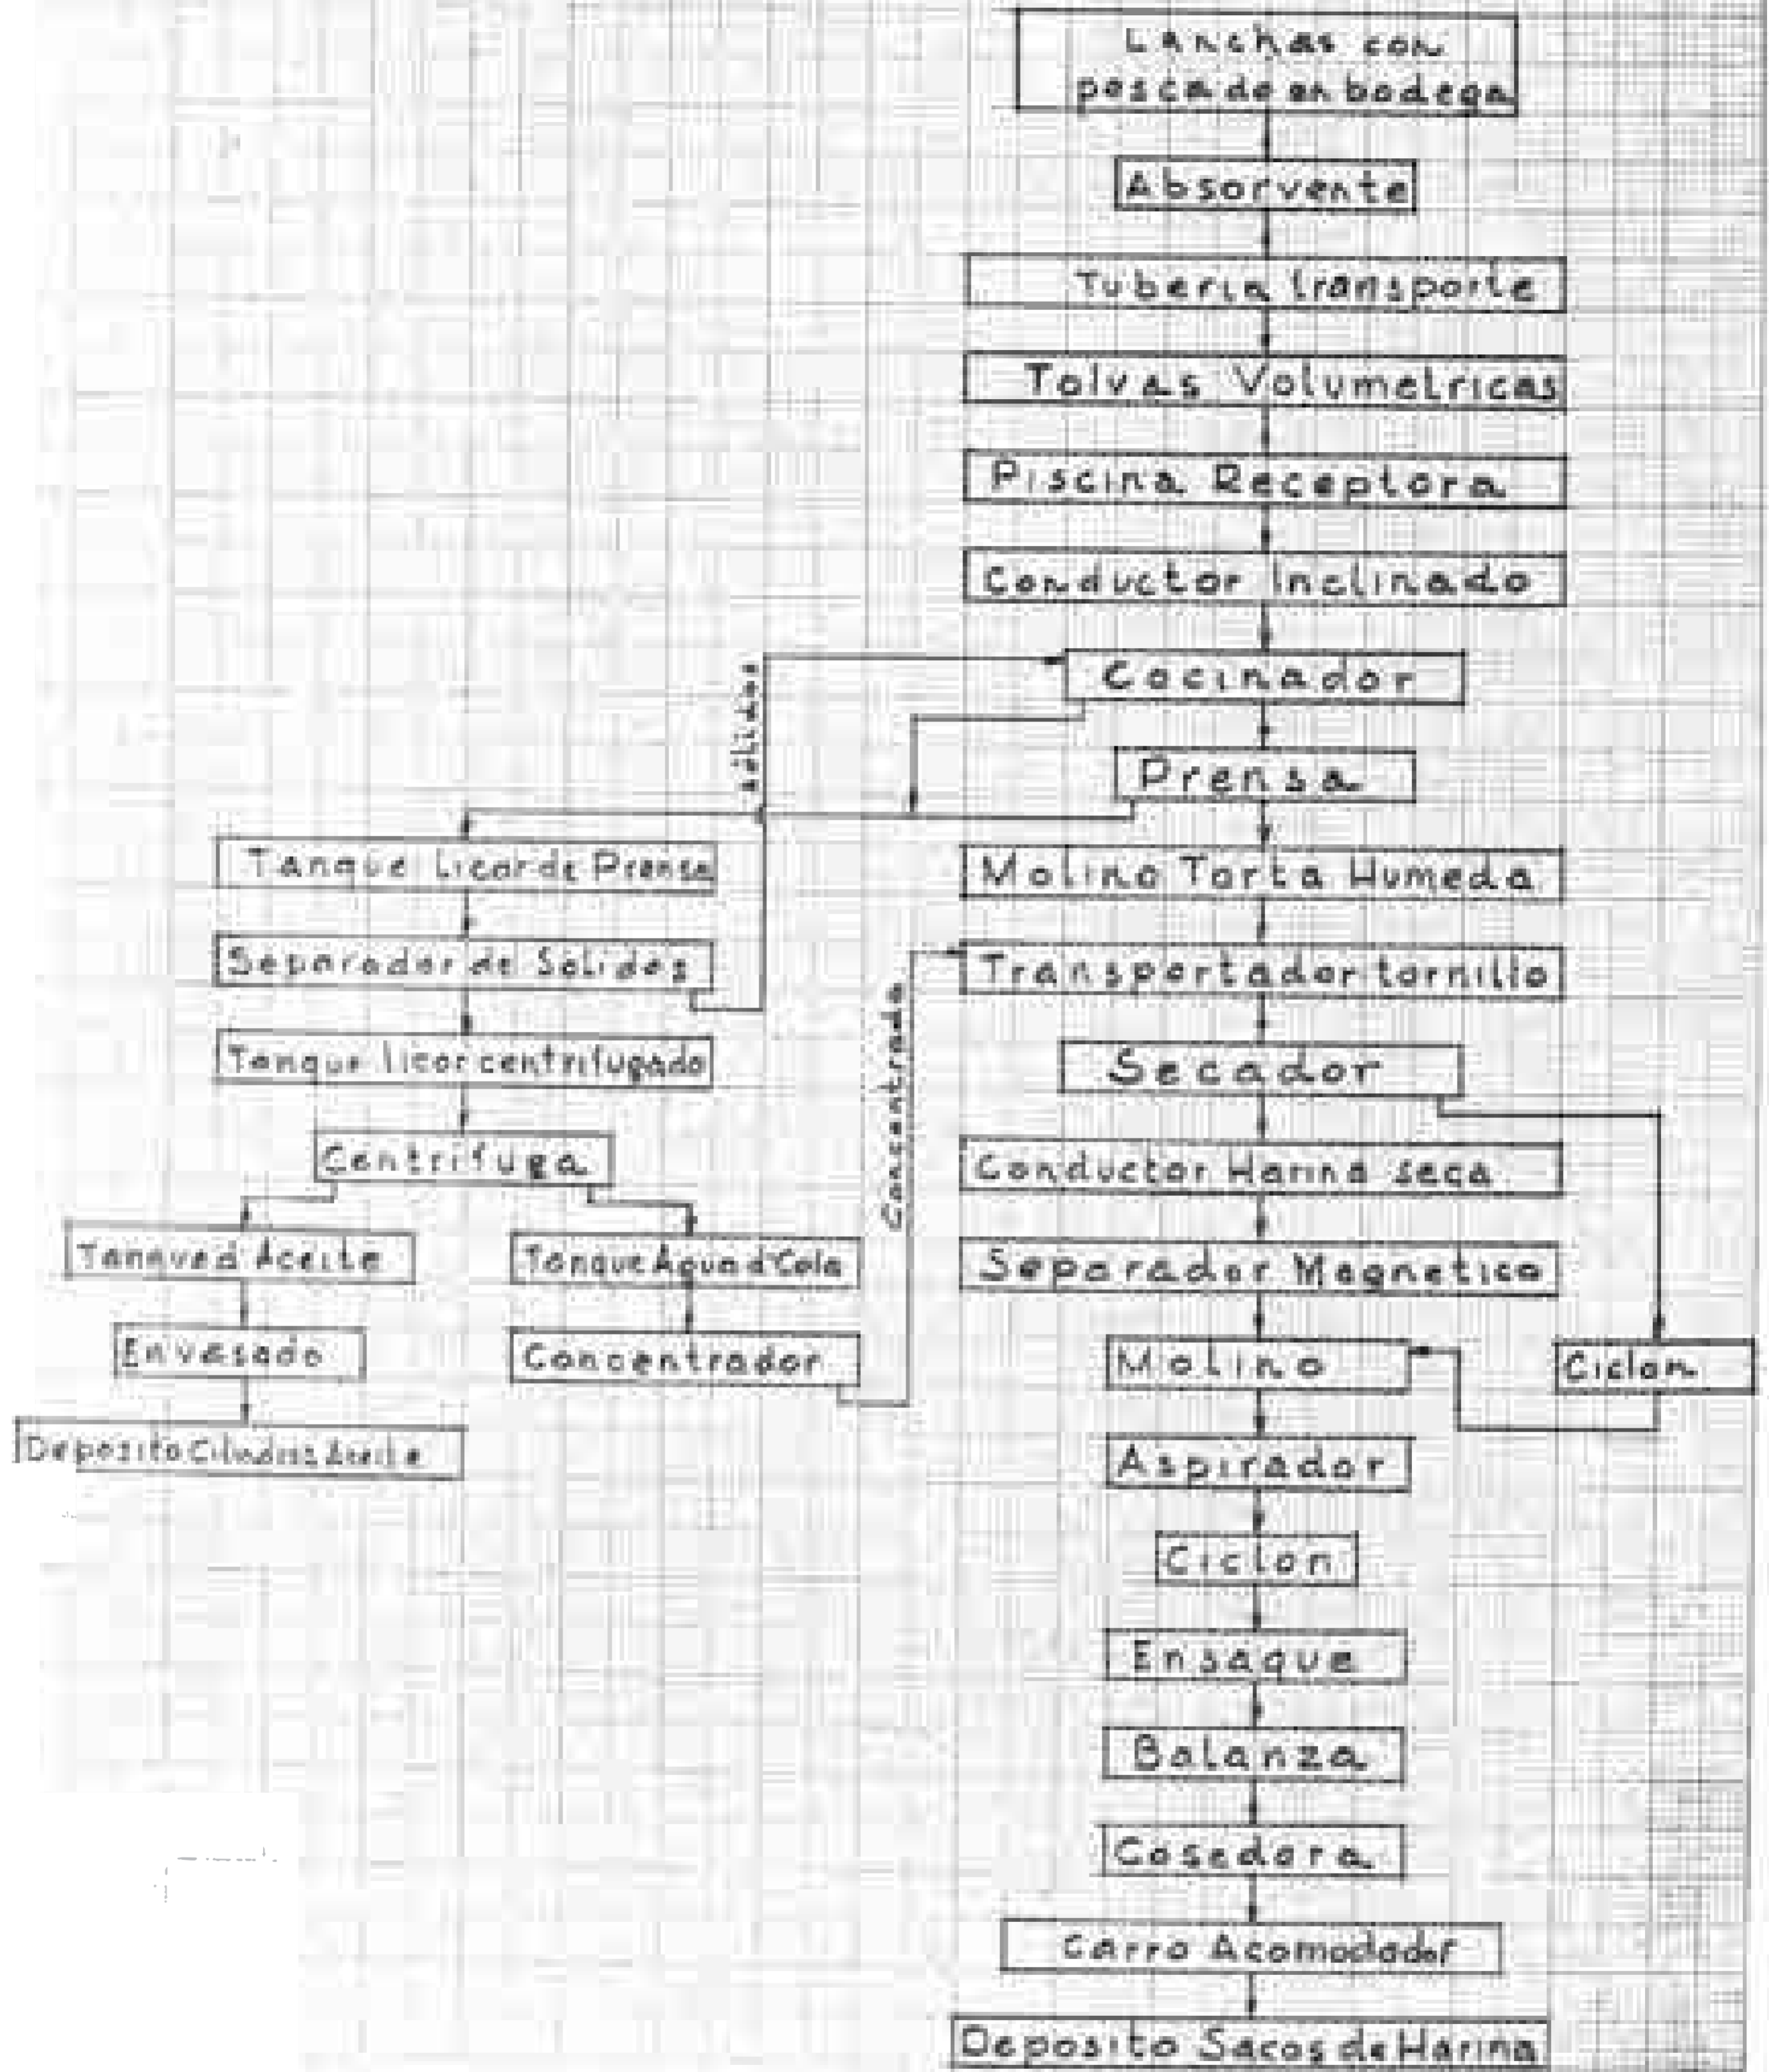 Lanchas con
pescado en bodega
Absorvente
Tuberia transporte
Tolvas Volumetricas
Piscina Receptora
Conductor Inclinado
Cocinador
Prensa
Molino Torta Humeda
Transportador tornillo
Secador
Conductor Harina seca
Separador Magnetico
Molino
Ciclon
Aspirador
Ciclon
Ensaque
Balanza
Cosedora
Carro Acomodador
Deposito Sacos de Harina
sólidos
Tanque Licor de Prensa
Separador de Solidos
Tanque licor centrifugado
Centrifuga
Tanque d Aceite
Envasado
Deposito Cilindros Aceite
Tanque Agua d' Cola
Concentrador
Concentrado